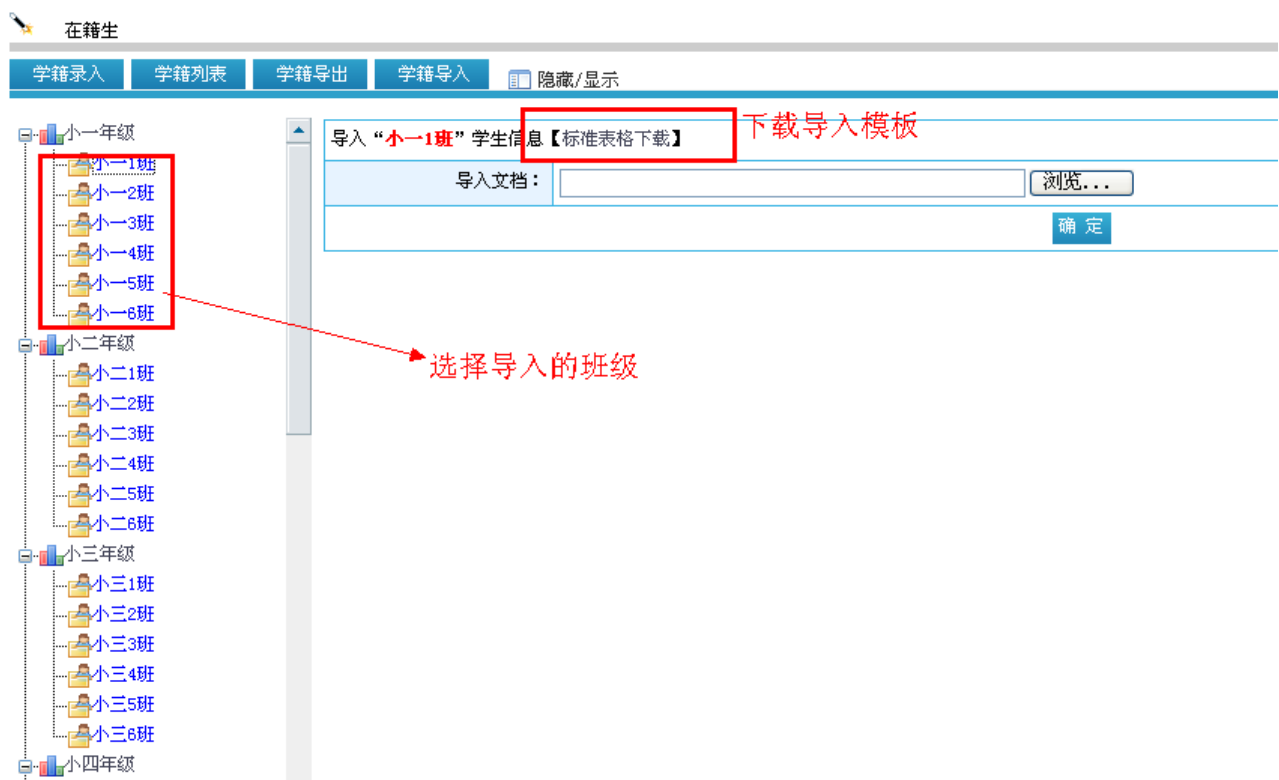 在籍生
学籍录入 学籍列表 学籍导出 学籍导入 隐藏/显示
小一年级
小一1班
小一2班
小一3班
小一4班
小一5班
小一6班
小二年级
小二1班
小二2班
小二3班
小二4班
小二5班
小二6班
小三年级
小三1班
小三2班
小三3班
小三4班
小三5班
小三6班
小四年级
导入“小一1班”学生信息【标准表格下载】
下载导入模板
导入文档： 浏览...
确 定
选择导入的班级